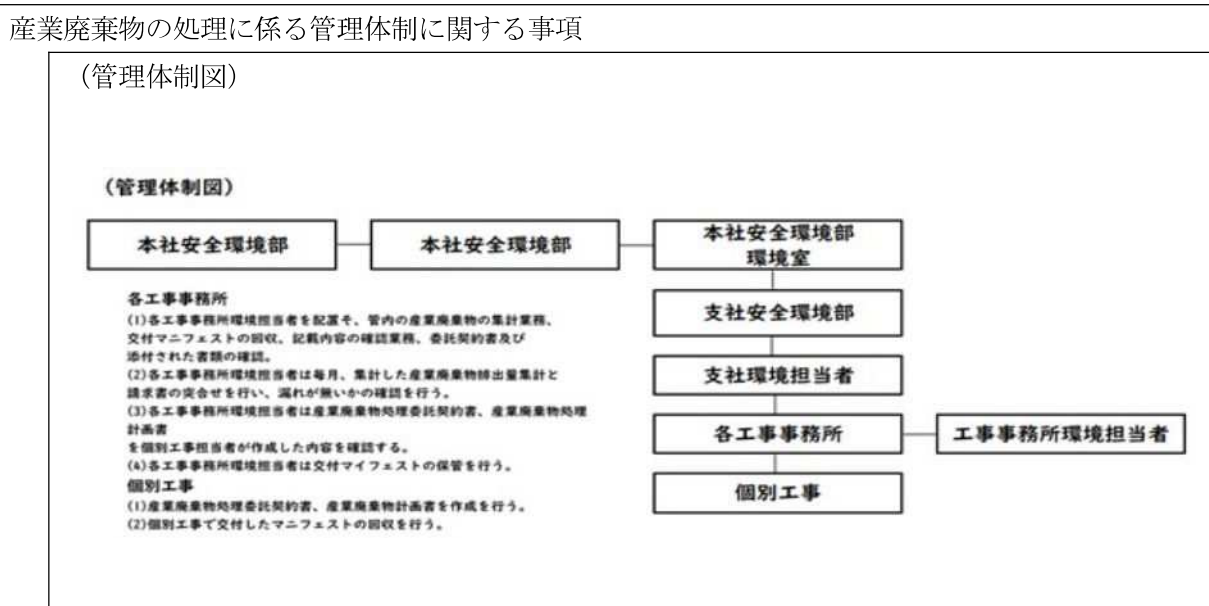 産業廃棄物の処理に係る管理体制に関する事項
（管理体制図）
（管理体制図）
本社安全環境部
本社安全環境部
本社安全環境部
環境室
支社安全環境部
支社環境担当者
各工事事務所
工事事務所環境担当者
個別工事
各工事事務所
(1)各工事事務所環境担当者を配置そ、管内の産業廃棄物の集計業務、
交付マニフェストの回収、記載内容の確認業務、委託契約書及び
添付された書類の確認。
(2)各工事事務所環境担当者は毎月、集計した産業廃棄物排出量集計と
請求書の突合せを行い、漏れが無いかの確認を行う。
(3)各工事事務所環境担当者は産業廃棄物処理委託契約書、産業廃棄物処理
計画書
を個別工事担当者が作成した内容を確認する。
(4)各工事事務所環境担当者は交付マイフェストの保管を行う。
個別工事
(1)産業廃棄物処理委託契約書、産業廃棄物計画書を作成を行う。
(2)個別工事で交付したマニフェストの回収を行う。